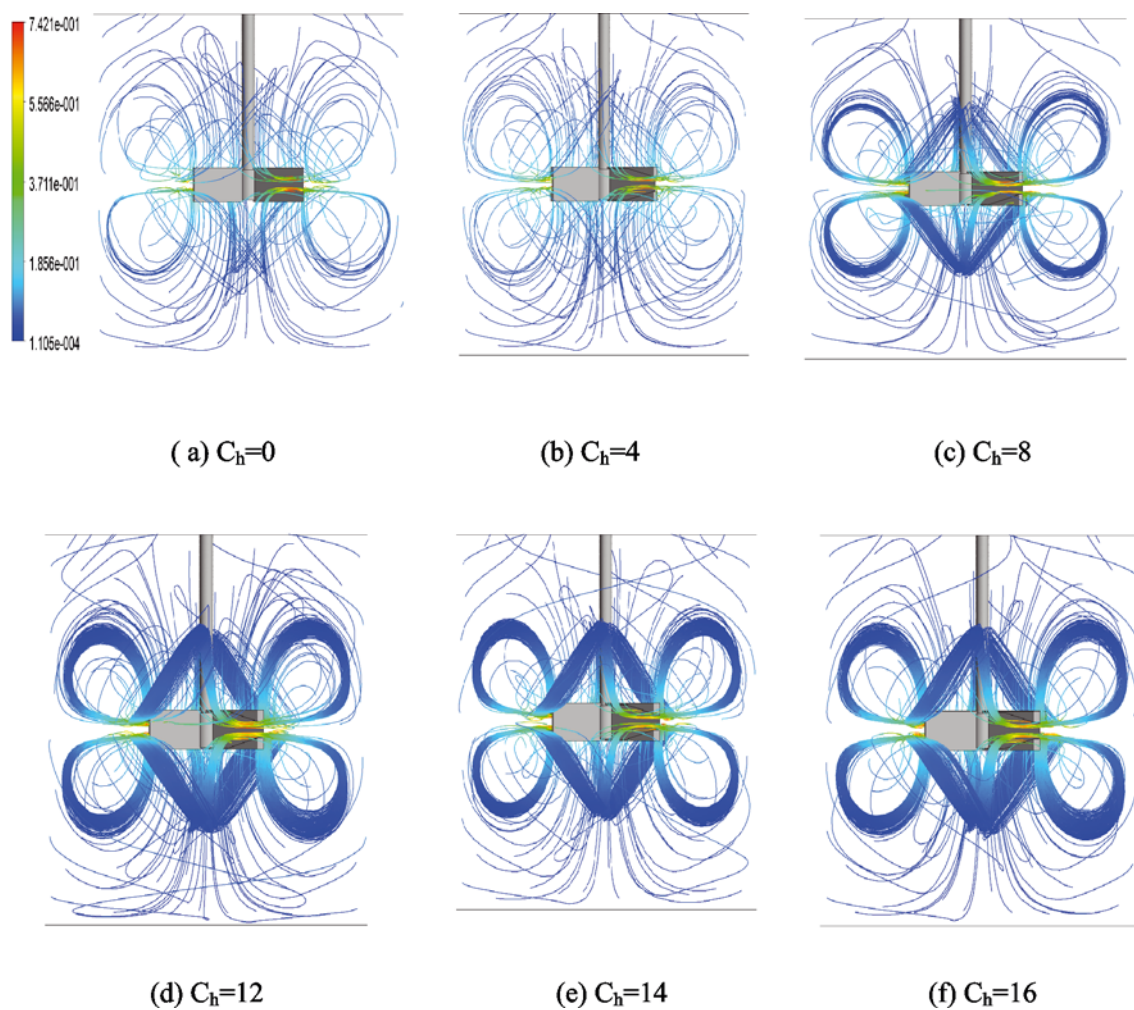 7.421e-001
5.566e-001
3.711e-001
1.856e-001
1.105e-004
( a) Ch=0
(b) Ch=4
(c) Ch=8
(d) Ch=12
(e) Ch=14
(f) Ch=16